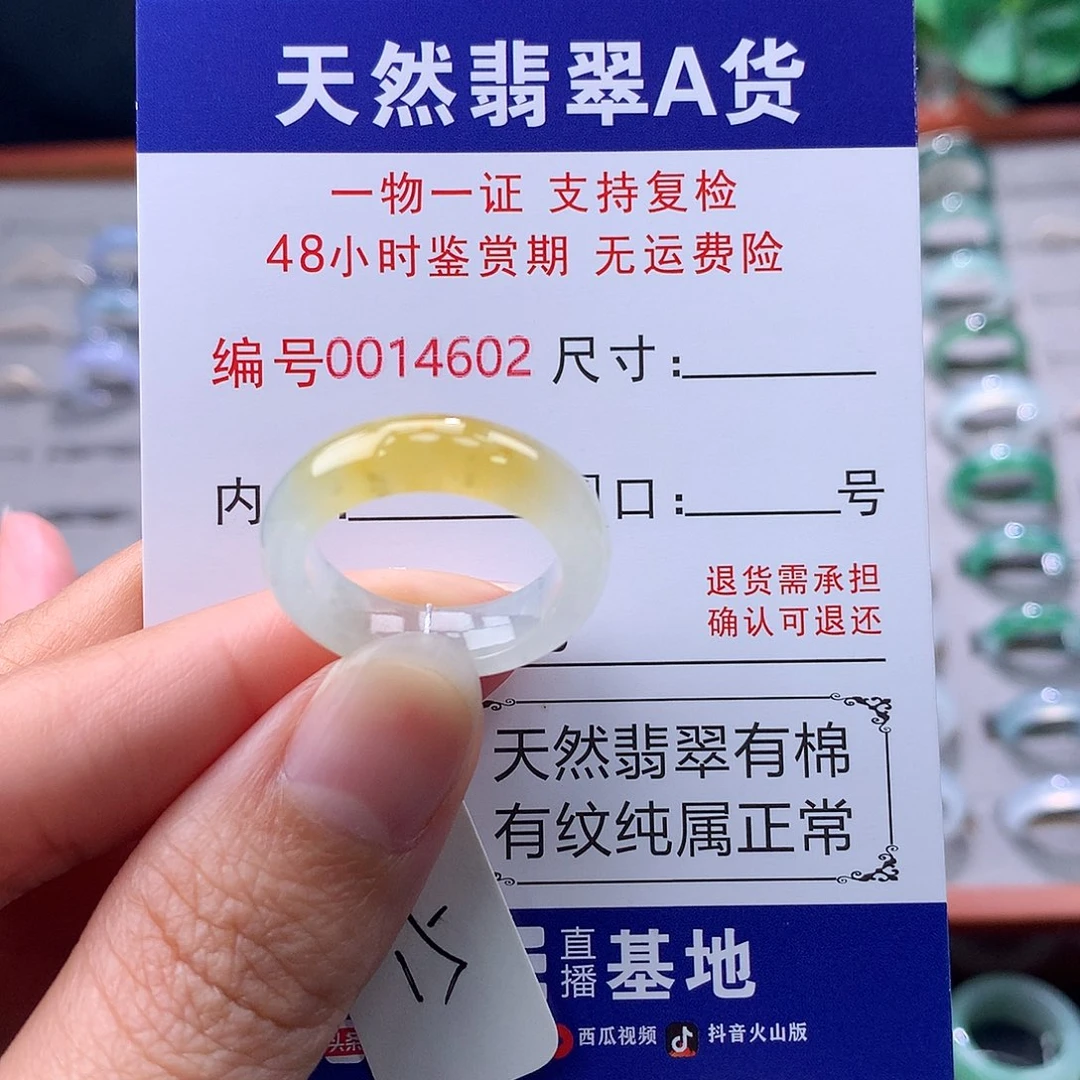 天然翡翠A货
一物一证 支持复检
48小时鉴赏期 无运费险
编号0014602 尺寸:
内 口: 号
退货需承担
确认可退还
天然翡翠有棉
有纹纯属正常
直播基地
头条 西瓜视频 抖音火山版